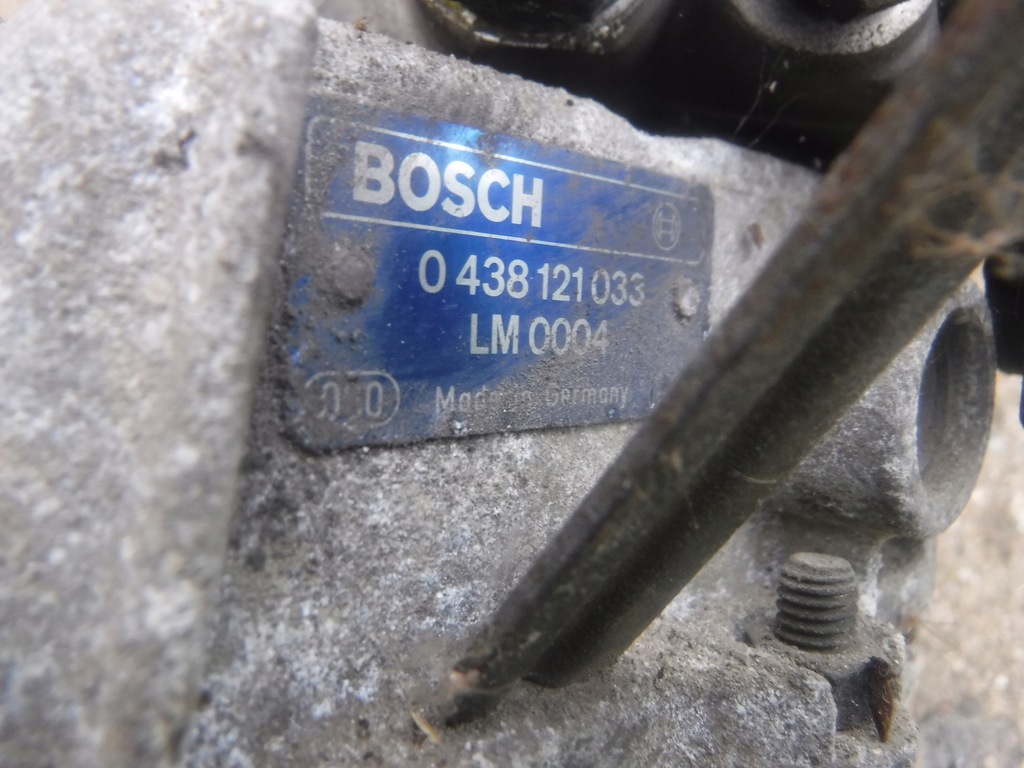 BOSCH
0 438 121 033
LM 0004
Made in Germany